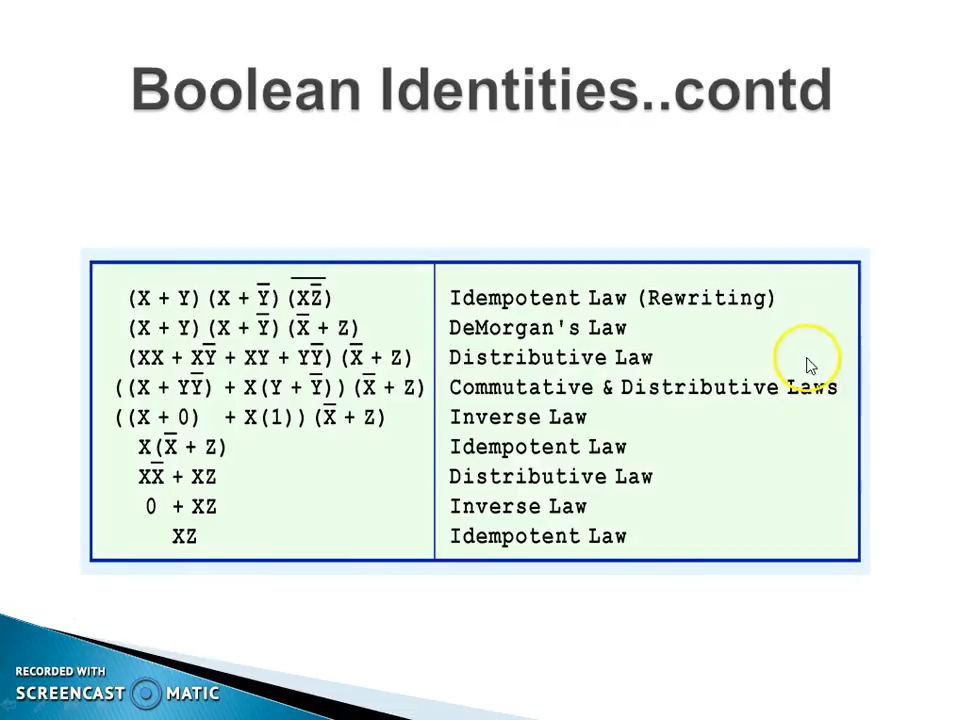 Boolean Identities..contd
(X + Y)(X + Y̅)(X̅Z̅̅) Idempotent Law (Rewriting)
(X + Y)(X + Y̅)(X̅ + Z) DeMorgan's Law
(XX + XY̅ + XY + YY̅)(X̅ + Z) Distributive Law
((X + YY̅) + X(Y + Y̅))(X̅ + Z) Commutative & Distributive Laws
((X + 0) + X(1))(X̅ + Z) Inverse Law
X(X̅ + Z) Idempotent Law
XX̅ + XZ Distributive Law
0 + XZ Inverse Law
XZ Idempotent Law
RECORDED WITH
SCREENCAST MATIC